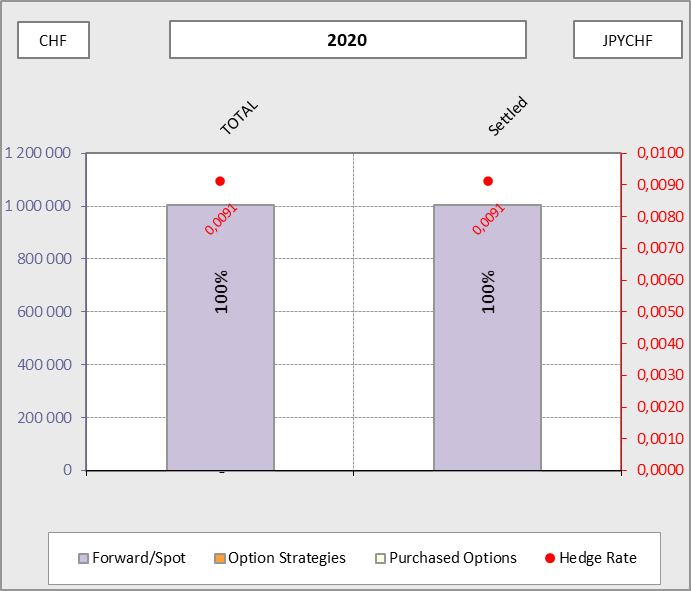 CHF
2020
JPYCHF
TOTAL
Settled
1 200 000
1 000 000
800 000
600 000
400 000
200 000
0
0,0100
0,0090
0,0080
0,0070
0,0060
0,0050
0,0040
0,0030
0,0020
0,0010
0,0000
0,0091
0,0091
100%
100%
-
Forward/Spot
Option Strategies
Purchased Options
Hedge Rate